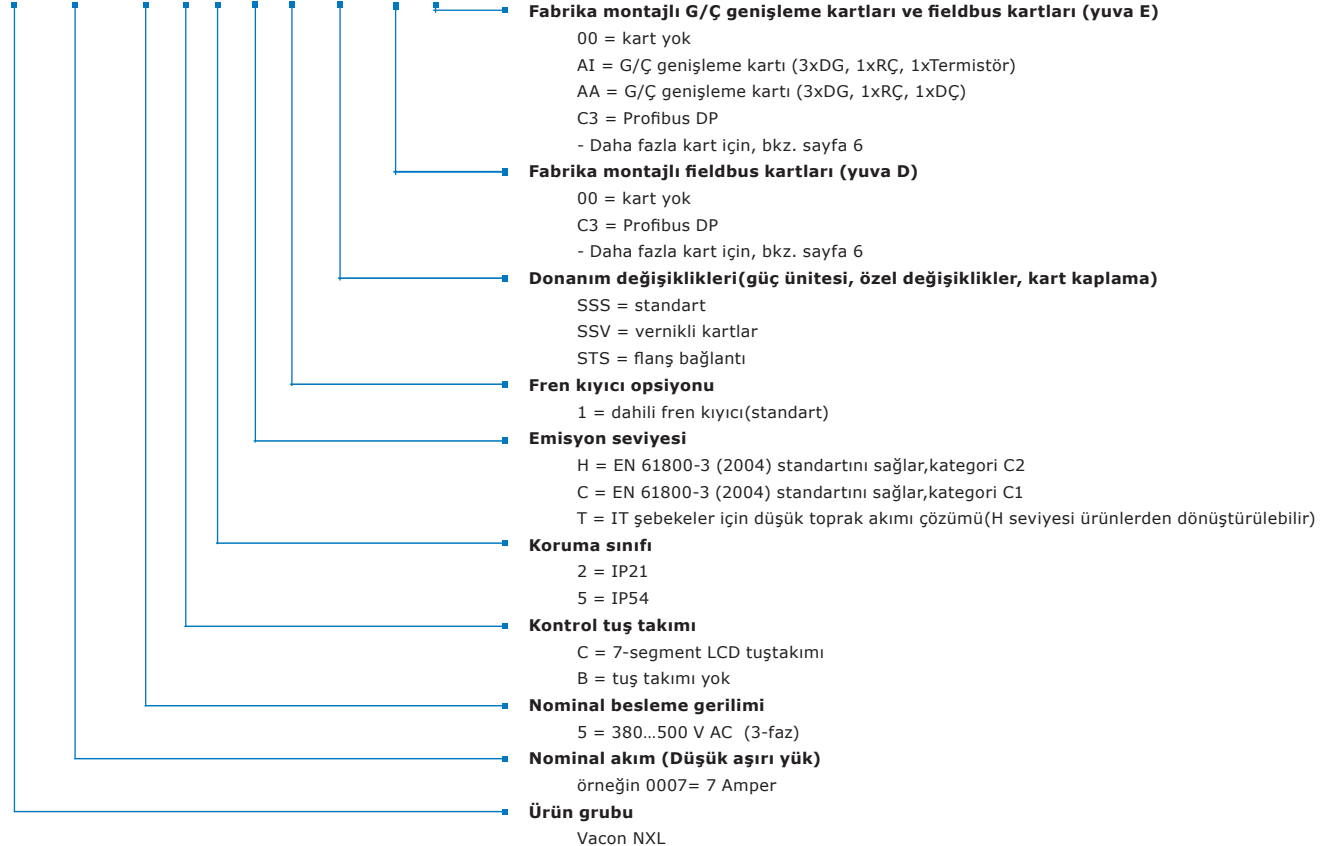 Fabrika montajlı G/Ç genişleme kartları ve fieldbus kartları (yuva E)
00 = kart yok
AI = G/Ç genişleme kartı (3xDG, 1xRÇ, 1xTermistör)
AA = G/Ç genişleme kartı (3xDG, 1xRÇ, 1xDÇ)
C3 = Profibus DP
- Daha fazla kart için, bkz. sayfa 6
Fabrika montajlı fieldbus kartları (yuva D)
00 = kart yok
C3 = Profibus DP
- Daha fazla kart için, bkz. sayfa 6
Donanım değişiklikleri(güç ünitesi, özel değişiklikler, kart kaplama)
SSS = standart
SSV = vernikli kartlar
STS = flanş bağlantı
Fren kıyıcı opsiyonu
1 = dahili fren kıyıcı(standart)
Emisyon seviyesi
H = EN 61800-3 (2004) standartını sağlar,kategori C2
C = EN 61800-3 (2004) standartını sağlar,kategori C1
T = IT şebekeler için düşük toprak akımı çözümü(H seviyesi ürünlerden dönüştürülebilir)
Koruma sınıfı
2 = IP21
5 = IP54
Kontrol tuş takımı
C = 7-segment LCD tuştakımı
B = tuş takımı yok
Nominal besleme gerilimi
5 = 380…500 V AC (3-faz)
Nominal akım (Düşük aşırı yük)
örneğin 0007= 7 Amper
Ürün grubu
Vacon NXL